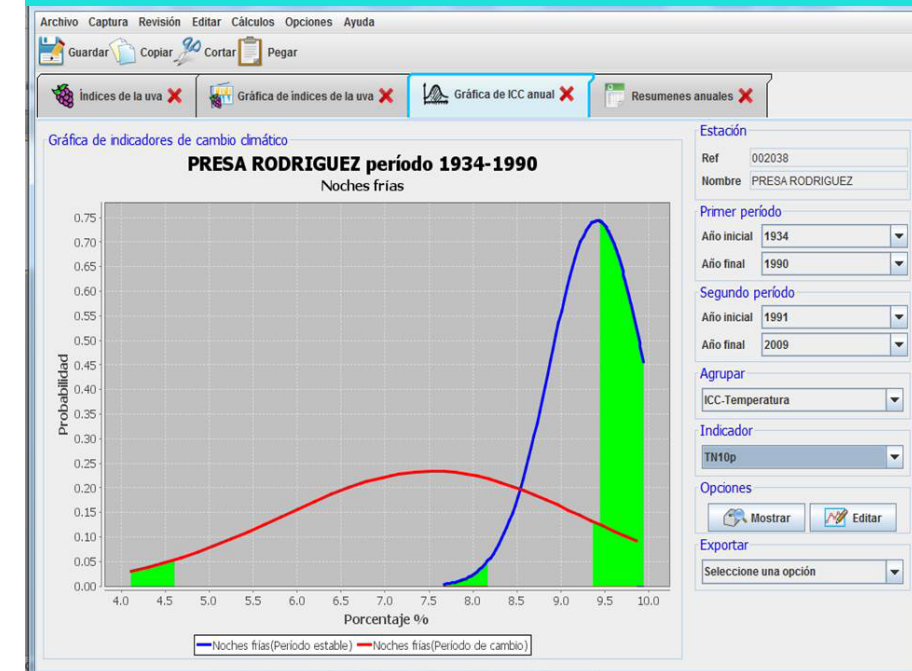 Archivo Captura Revisión Editar Cálculos Opciones Ayuda
Guardar Copiar Cortar Pegar
Índices de la uva Gráfica de índices de la uva Gráfica de ICC anual Resumenes anuales
Gráfica de indicadores de cambio climático
PRESA RODRIGUEZ período 1934-1990
Noches frías
0.75
0.70
0.65
0.60
0.55
0.50
0.45
0.40
0.35
0.30
0.25
0.20
0.15
0.10
0.05
0.00
Probabilidad
4.0 4.5 5.0 5.5 6.0 6.5 7.0 7.5 8.0 8.5 9.0 9.5 10.0
Porcentaje %
Noches frías(Período estable) Noches frías(Período de cambio)
Estación
Ref 002038
Nombre PRESA RODRIGUEZ
Primer período
Año inicial 1934
Año final 1990
Segundo período
Año inicial 1991
Año final 2009
Agrupar
ICC-Temperatura
Indicador
TN10p
Opciones
Mostrar Editar
Exportar
Seleccione una opción